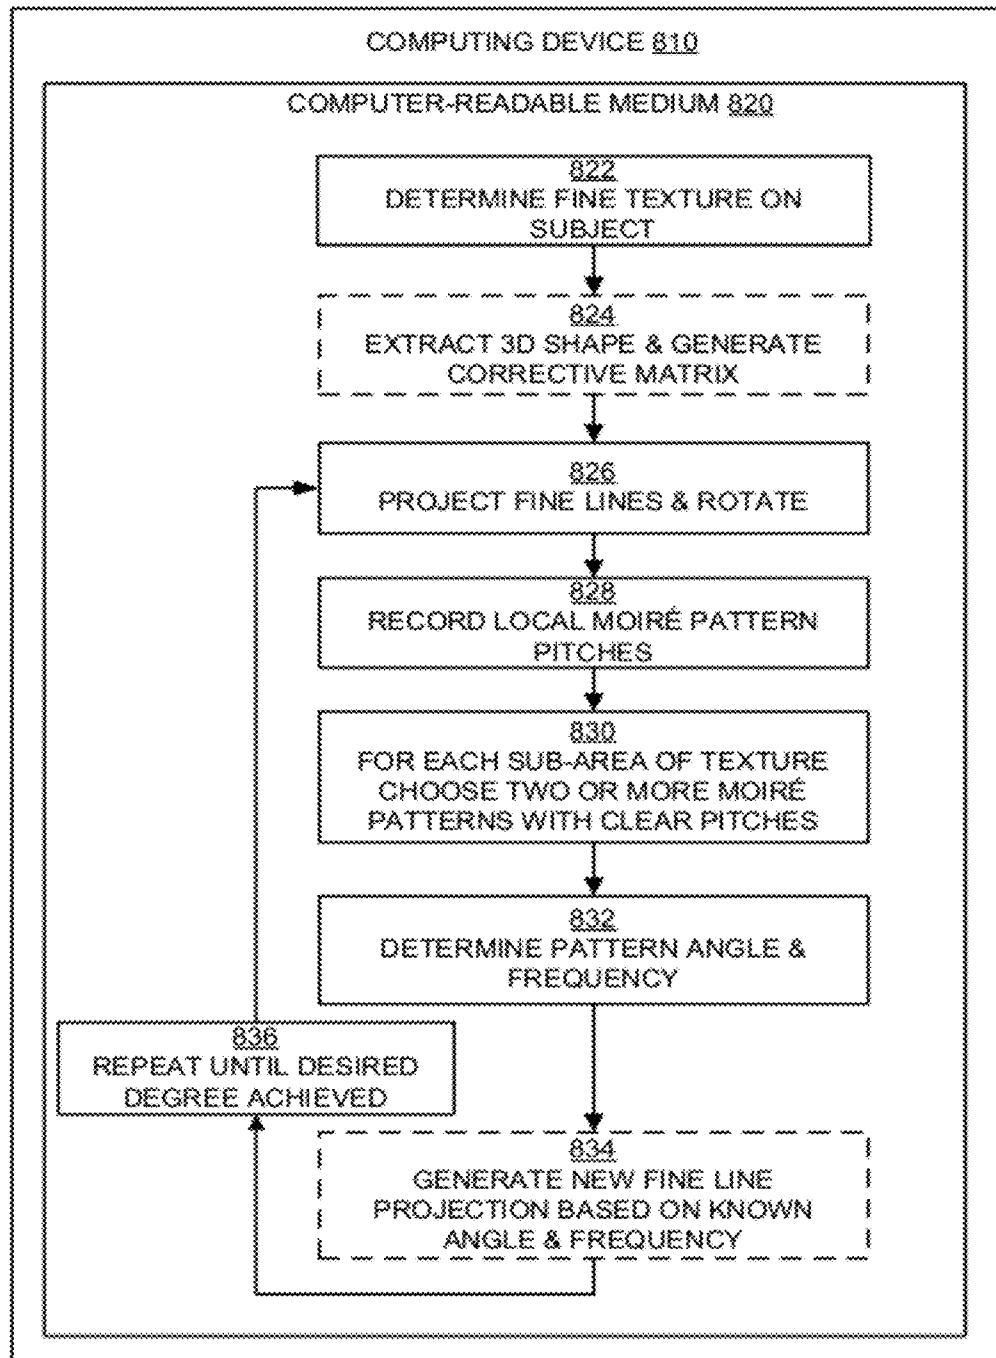 COMPUTING DEVICE 810
COMPUTER-READABLE MEDIUM 820
822
DETERMINE FINE TEXTURE ON
SUBJECT
824
EXTRACT 3D SHAPE & GENERATE
CORRECTIVE MATRIX
826
PROJECT FINE LINES & ROTATE
828
RECORD LOCAL MOIRÉ PATTERN
PITCHES
830
FOR EACH SUB-AREA OF TEXTURE
CHOOSE TWO OR MORE MOIRÉ
PATTERNS WITH CLEAR PITCHES
832
DETERMINE PATTERN ANGLE &
FREQUENCY
836
REPEAT UNTIL DESIRED
DEGREE ACHIEVED
834
GENERATE NEW FINE LINE
PROJECTION BASED ON KNOWN
ANGLE & FREQUENCY